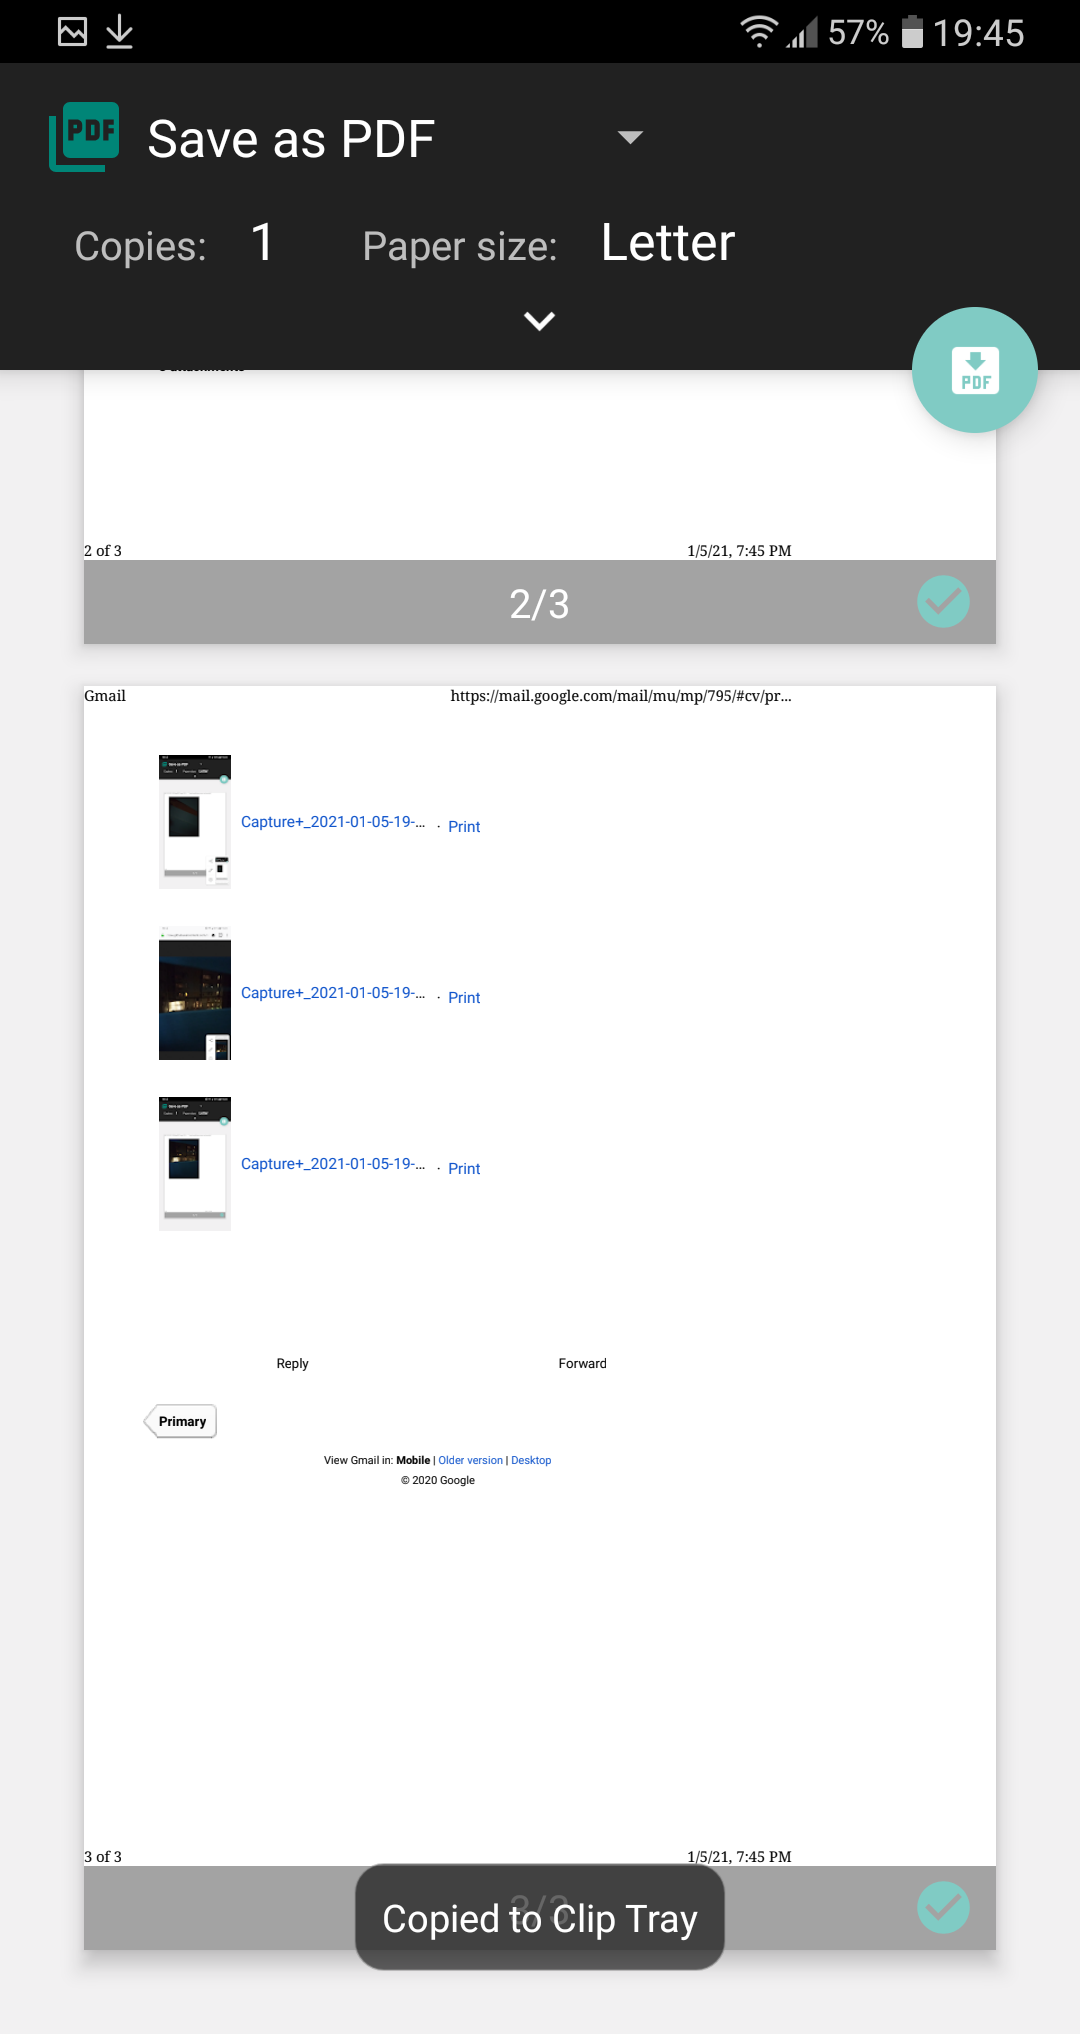 57% 19:45
PDF Save as PDF
Copies: 1 Paper size: Letter
PDF
2 of 3 1/5/21, 7:45 PM
2/3
Gmail https://mail.google.com/mail/mu/mp/795/#cv/pr...
Capture+_2021-01-05-19-... · Print
Capture+_2021-01-05-19-... · Print
Capture+_2021-01-05-19-... · Print
Reply Forward
Primary
View Gmail in: Mobile | Older version | Desktop
© 2020 Google
3 of 3 1/5/21, 7:45 PM
3/3
Copied to Clip Tray